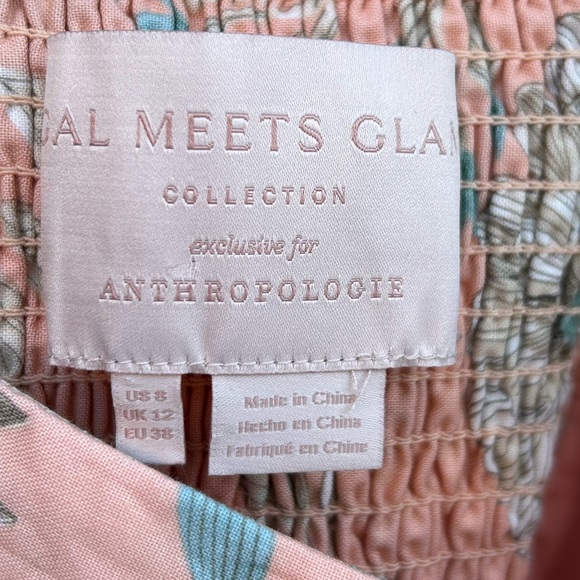 GAL MEETS GLAM
COLLECTION
exclusive for
ANTHROPOLOGIE
US 8
UK 12
EU 38
Made in China
Hecho en China
Fabriqué en Chine